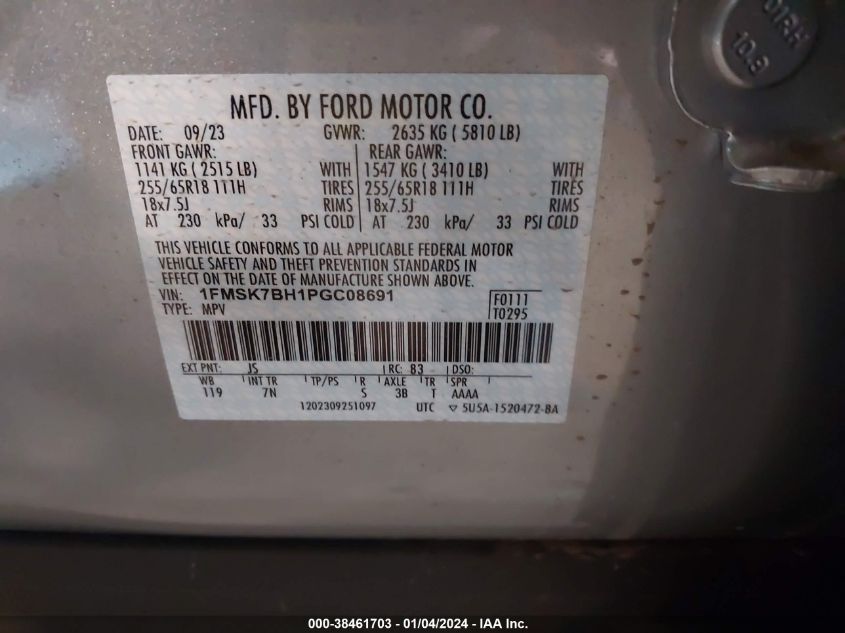 01RH
10.9
MFD. BY FORD MOTOR CO.
DATE: 09/23 GVWR: 2635 KG ( 5810 LB)
FRONT GAWR: REAR GAWR:
1141 KG ( 2515 LB) WITH 1547 KG ( 3410 LB) WITH
255/65R18 111H TIRES 255/65R18 111H TIRES
18x7.5J RIMS 18x7.5J RIMS
AT 230 kPa/ 33 PSI COLD AT 230 kPa/ 33 PSI COLD
THIS VEHICLE CONFORMS TO ALL APPLICABLE FEDERAL MOTOR
VEHICLE SAFETY AND THEFT PREVENTION STANDARDS IN
EFFECT ON THE DATE OF MANUFACTURE SHOWN ABOVE.
VIN: 1FMSK7BH1PGC08691 F0111
TYPE: MPV T0295
EXT PNT: JS RC: 83 DSO:
WB INT TR TP/PS R AXLE TR SPR
119 7N S 3B T AAAA
1202309251097 UTC ▽ 5U5A-1520472-BA
000-38461703 - 01/04/2024 - IAA Inc.